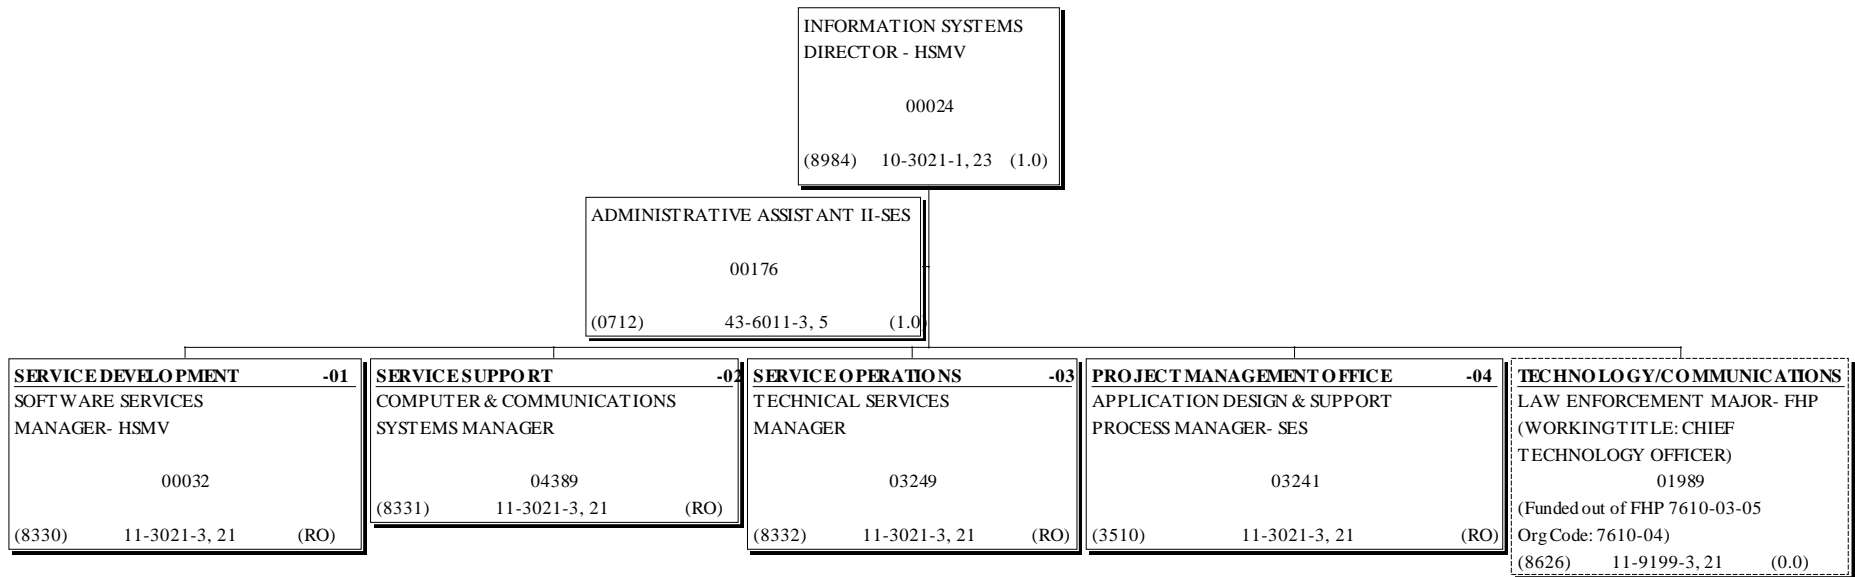 INFORMATION SYSTEMS
DIRECTOR - HSMV
00024
(8984) 10-3021-1, 23 (1.0)
ADMINISTRATIVE ASSISTANT II-SES
00176
(0712) 43-6011-3, 5 (1.0)
SERVICE DEVELOPMENT -01
SOFTWARE SERVICES
MANAGER- HSMV
00032
(8330) 11-3021-3, 21 (RO)
SERVICE SUPPORT -02
COMPUTER & COMMUNICATIONS
SYSTEMS MANAGER
04389
(8331) 11-3021-3, 21 (RO)
SERVICE OPERATIONS -03
TECHNICAL SERVICES
MANAGER
03249
(8332) 11-3021-3, 21 (RO)
PROJECT MANAGEMENT OFFICE -04
APPLICATION DESIGN & SUPPORT
PROCESS MANAGER- SES
03241
(3510) 11-3021-3, 21 (RO)
TECHNOLOGY/COMMUNICATIONS
LAW ENFORCEMENT MAJOR- FHP
(WORKING TITLE: CHIEF
TECHNOLOGY OFFICER)
01989
(Funded out of FHP 7610-03-05
Org Code: 7610-04)
(8626) 11-9199-3, 21 (0.0)